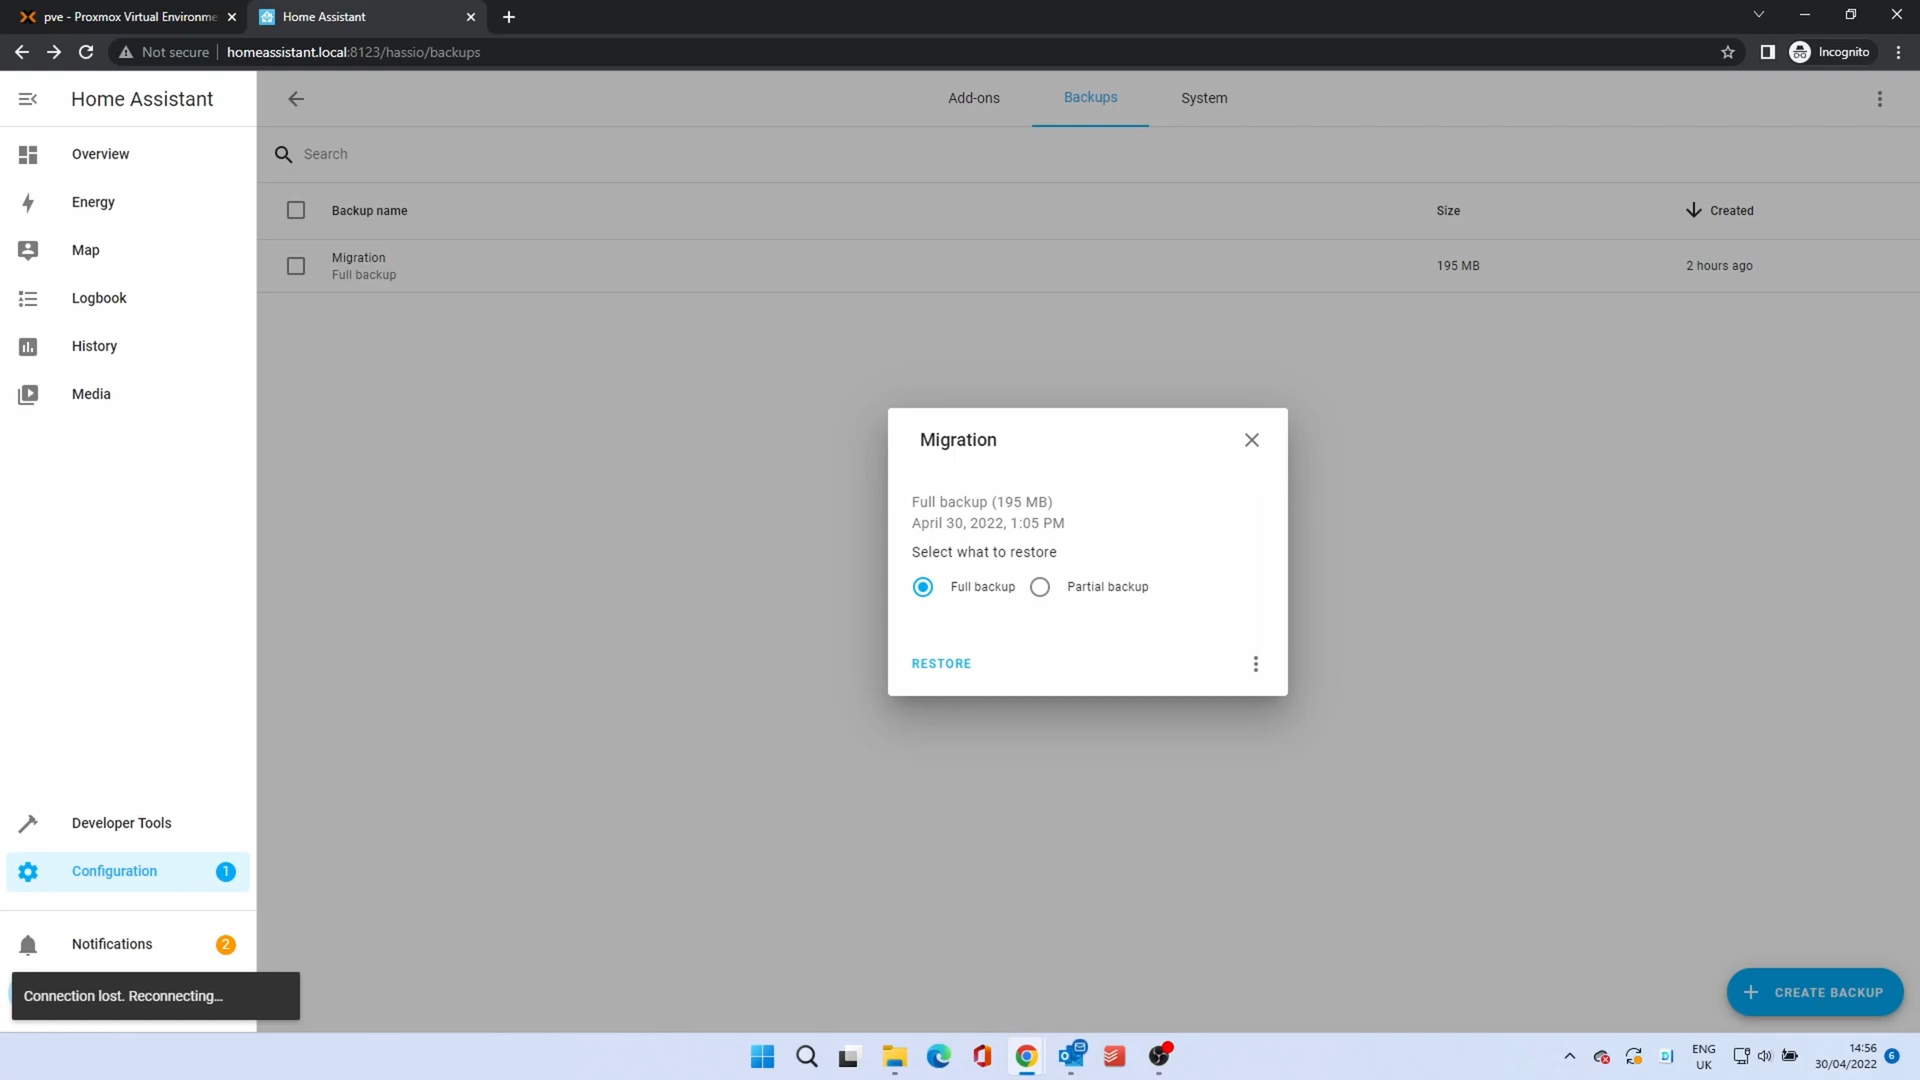 pve - Proxmox Virtual Environme
Home Assistant
Not secure
homeassistant.local:8123/hassio/backups
Incognito
Home Assistant
Add-ons
Backups
System
Overview
Search
Energy
Backup name
Size
Created
Map
Migration
Full backup
195 MB
2 hours ago
Logbook
History
Media
Migration
Full backup (195 MB)
April 30, 2022, 1:05 PM
Select what to restore
Full backup
Partial backup
RESTORE
Developer Tools
Configuration
1
Notifications
2
Connection lost. Reconnecting...
CREATE BACKUP
ENG
UK
14:56
30/04/2022
6